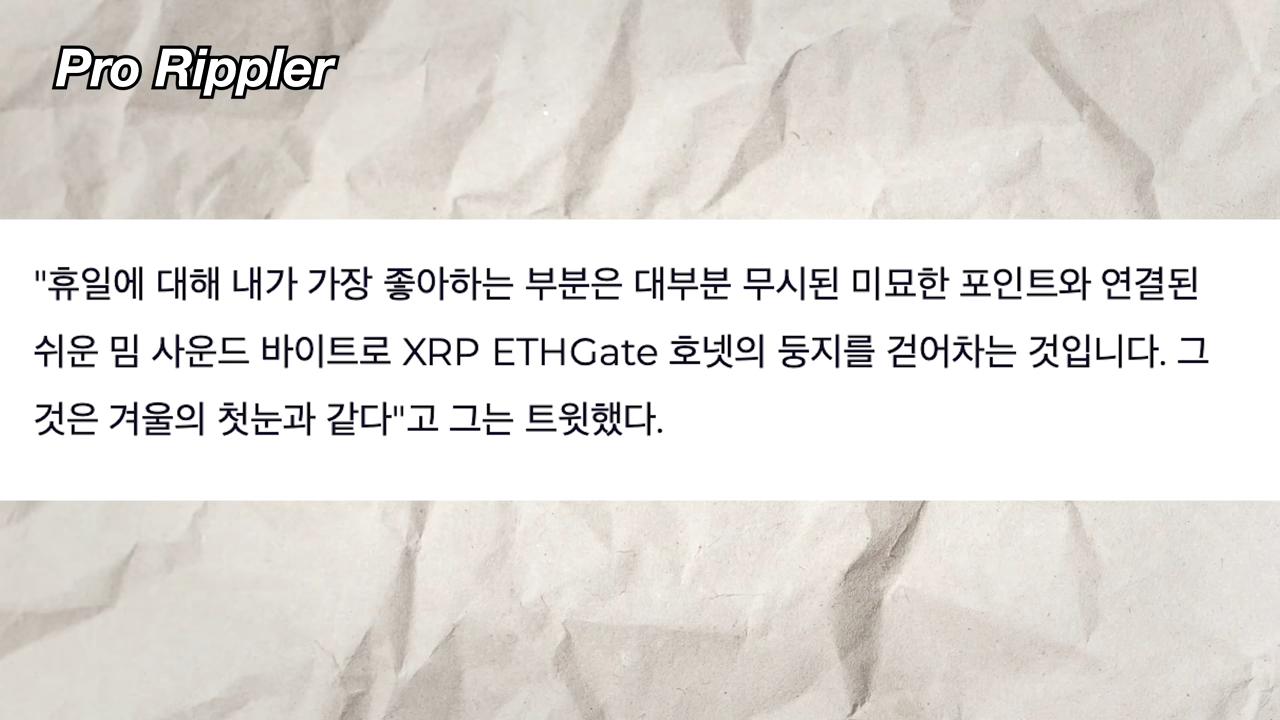 Pro Rippler
"휴일에 대해 내가 가장 좋아하는 부분은 대부분 무시된 미묘한 포인트와 연결된
쉬운 밈 사운드 바이트로 XRP ETHGate 호넷의 둥지를 걷어차는 것입니다. 그
것은 겨울의 첫눈과 같다"고 그는 트윗했다.